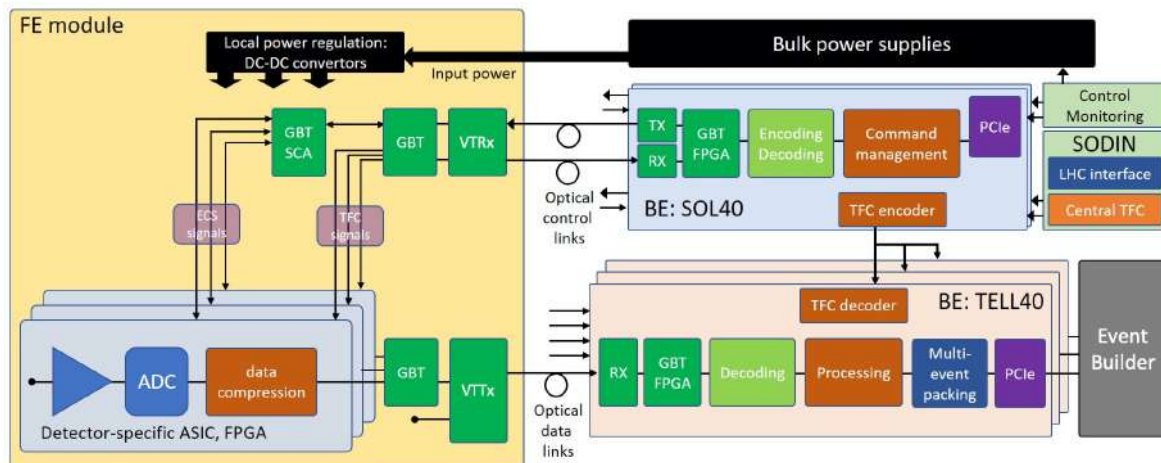 FE module
Local power regulation:
DC-DC convertors
Input power
Bulk power supplies
GBT
SCA
GBT
VTRx
TX
RX
GBT
FPGA
Encoding
Decoding
Command
management
PCIe
Control
Monitoring
SODIN
LHC interface
Central TFC
ECS
signals
TFC
signals
Optical
control
links
BE: SOL40
TFC encoder
BE: TELL40
TFC decoder
ADC
data
compression
GBT
VTTx
Detector-specific ASIC, FPGA
Optical
data
links
RX
GBT
FPGA
Decoding
Processing
Multi-
event
packing
PCIe
Event
Builder